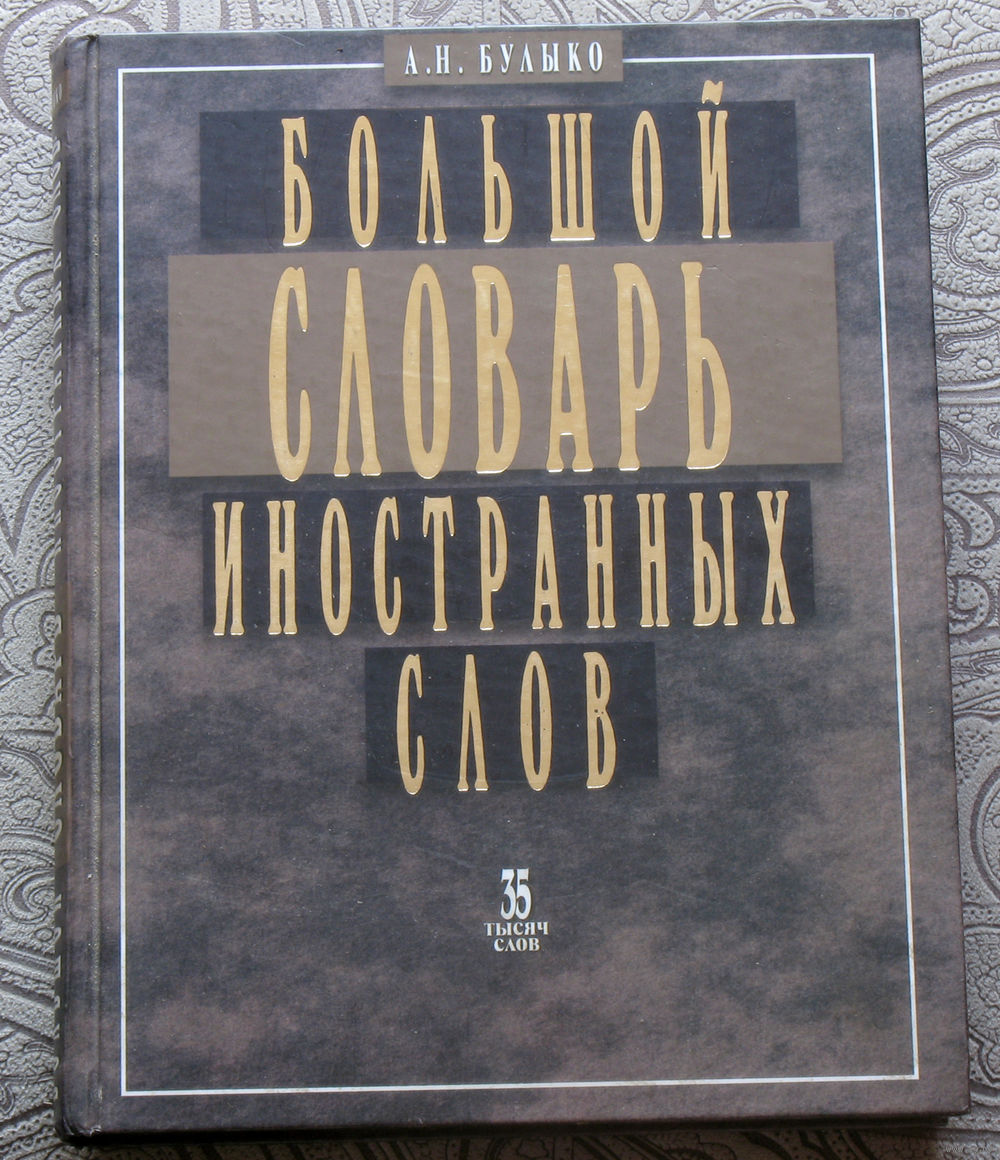 А.Н. БУЛЫКО
БОЛЬШОЙ
СЛОВАРЬ
ИНОСТРАННЫХ
СЛОВ
35
ТЫСЯЧ
СЛОВ